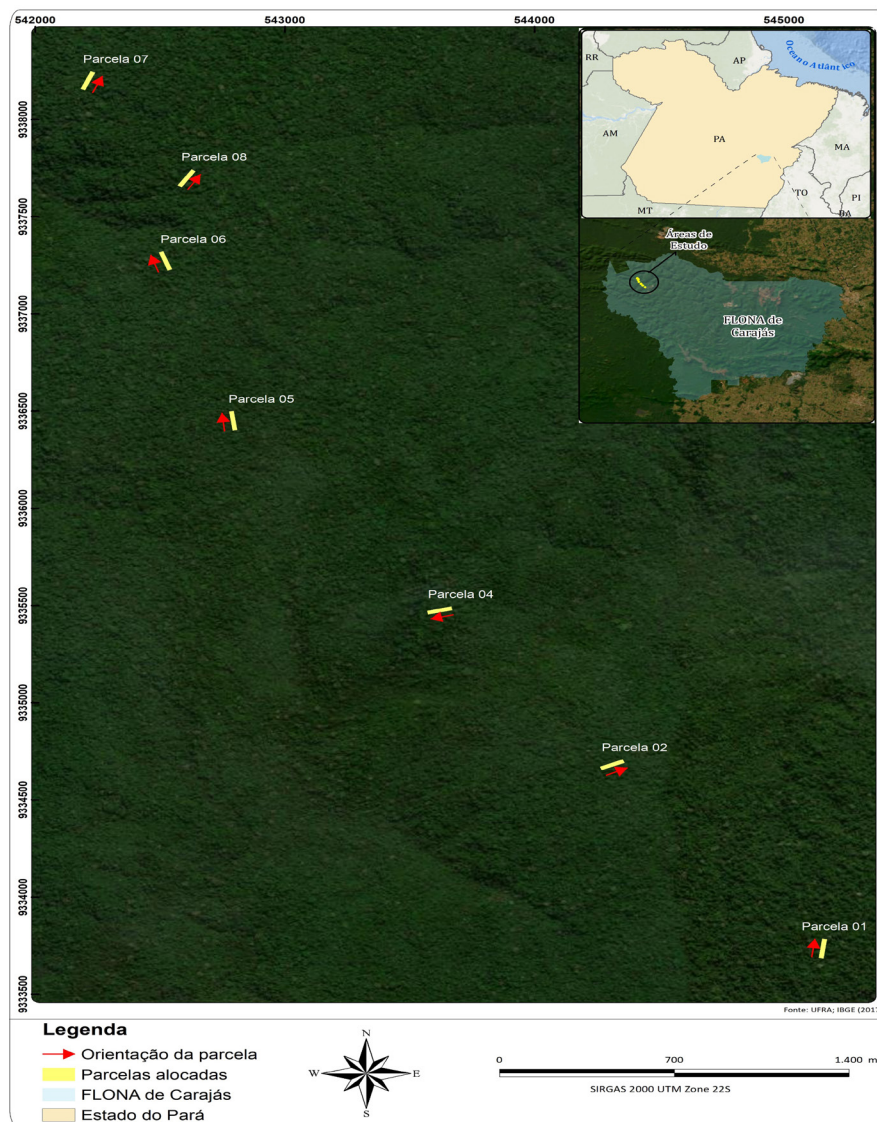 542000
543000
544000
545000
9338000
9337500
9337000
9336500
9336000
9335500
9335000
9334500
9334000
9333500
Parcela 07
Parcela 08
Parcela 06
Parcela 05
Parcela 04
Parcela 02
Parcela 01
RR
AP
Oceano Atlântico
AM
PA
MA
TO
PI
MT
BA
Áreas de
Estudo
FLONA de
Carajás
Fonte: UFRA; IBGE (2017
Legenda
Orientação da parcela
Parcelas alocadas
FLONA de Carajás
Estado do Pará
N
W
E
S
0
700
1.400 m
SIRGAS 2000 UTM Zone 22S